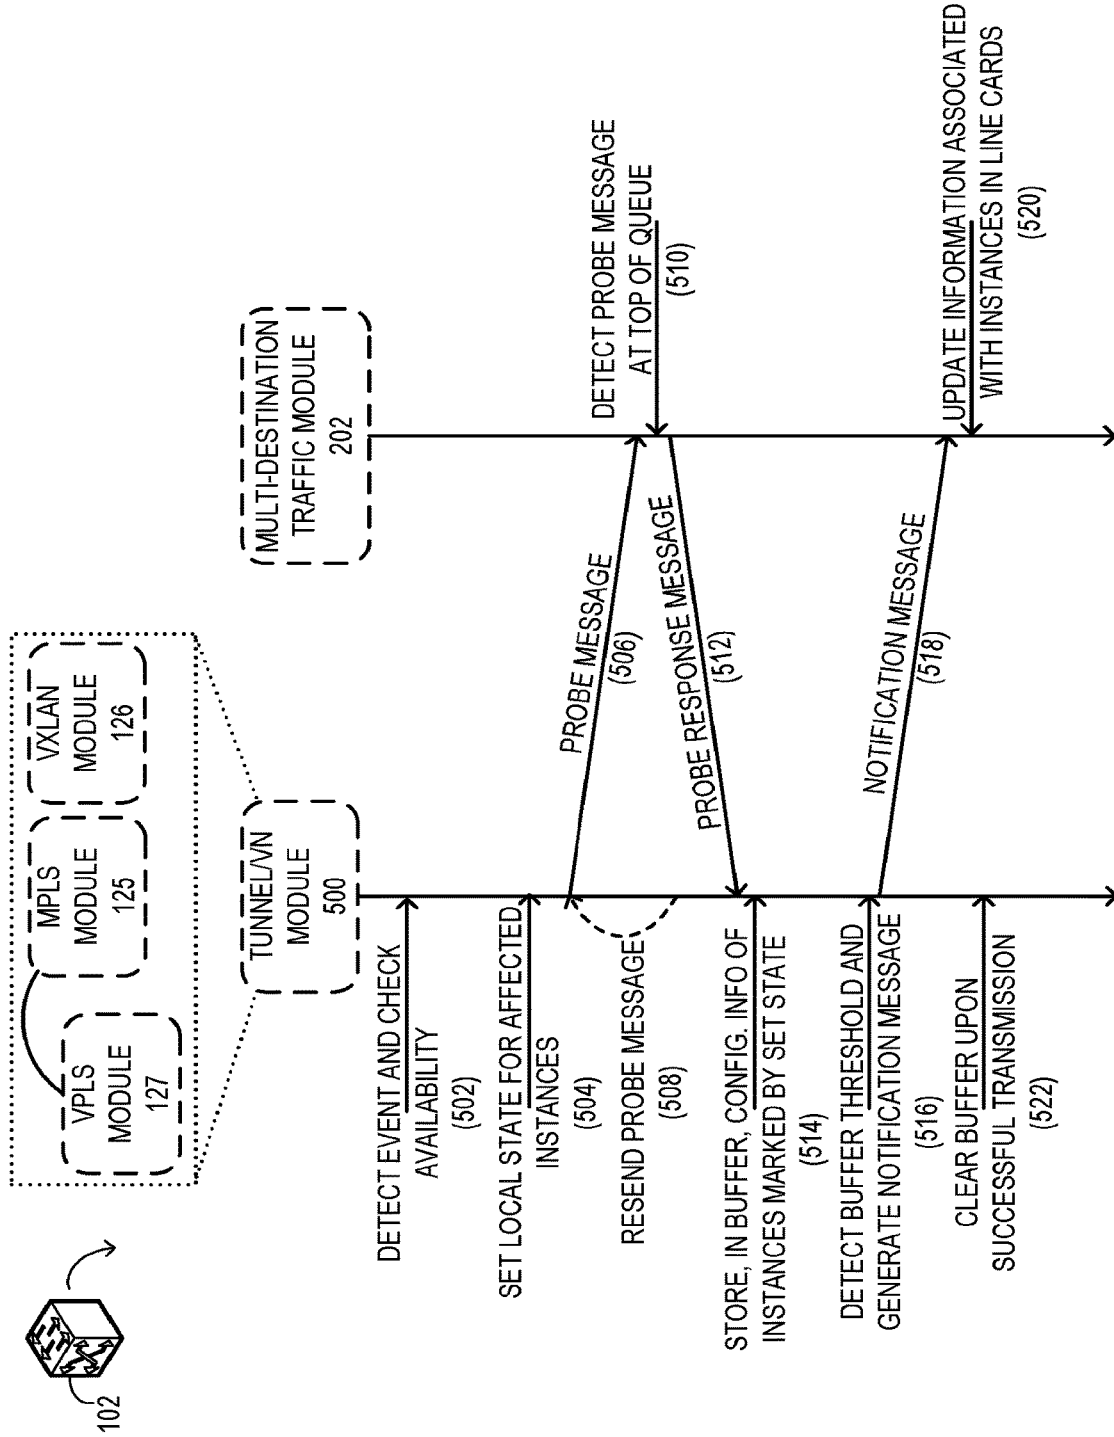 102
VPLS
MODULE
127
MPLS
MODULE
125
VXLAN
MODULE
126
TUNNEL/VN
MODULE
500
MULTI-DESTINATION
TRAFFIC MODULE
202
DETECT EVENT AND CHECK
AVAILABILITY
(502)
SET LOCAL STATE FOR AFFECTED
INSTANCES
(504)
PROBE MESSAGE
(506)
RESEND PROBE MESSAGE
(508)
DETECT PROBE MESSAGE
AT TOP OF QUEUE
(510)
PROBE RESPONSE MESSAGE
(512)
STORE, IN BUFFER, CONFIG. INFO OF
INSTANCES MARKED BY SET STATE
(514)
DETECT BUFFER THRESHOLD AND
GENERATE NOTIFICATION MESSAGE
(516)
NOTIFICATION MESSAGE
(518)
UPDATE INFORMATION ASSOCIATED
WITH INSTANCES IN LINE CARDS
(520)
CLEAR BUFFER UPON
SUCCESSFUL TRANSMISSION
(522)